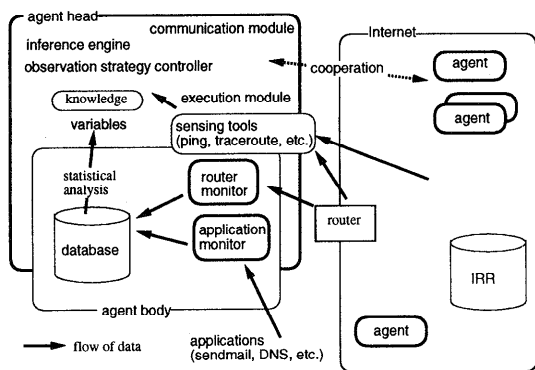 agent head
communication module
inference engine
observation strategy controller
knowledge
execution module
variables
sensing tools
(ping, traceroute, etc.)
statistical
analysis
router
monitor
application
monitor
database
agent body
flow of data
applications
(sendmail, DNS, etc.)
cooperation
Internet
agent
agent
router
IRR
agent